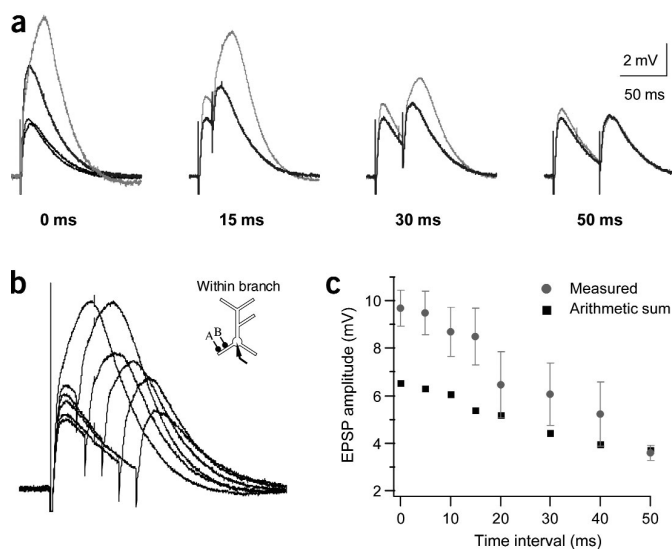 a
2 mV
50 ms
0 ms
15 ms
30 ms
50 ms
b
Within branch
A
B
c
Measured
Arithmetic sum
EPSP amplitude (mV)
10
8
6
4
2
0
10
20
30
40
50
Time interval (ms)